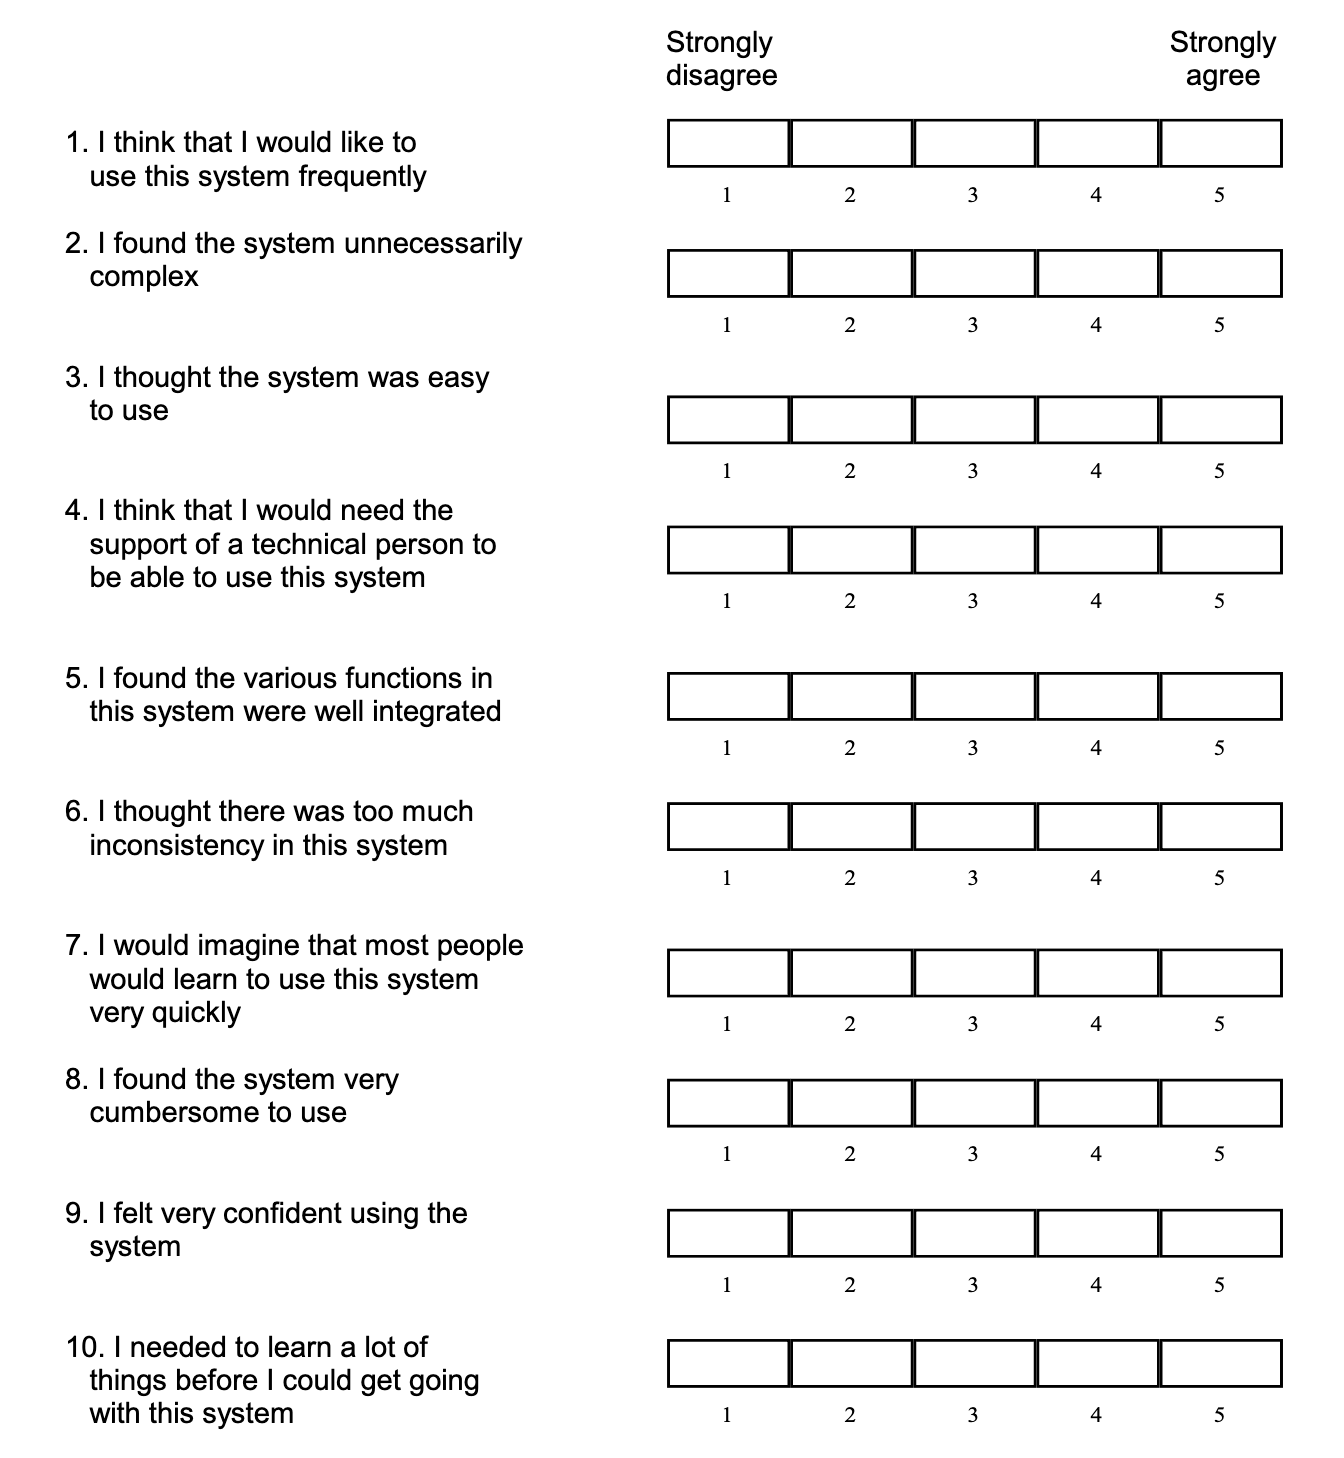 Strongly disagree
Strongly agree
1. I think that I would like to
use this system frequently
1 2 3 4 5
2. I found the system unnecessarily
complex
1 2 3 4 5
3. I thought the system was easy
to use
1 2 3 4 5
4. I think that I would need the
support of a technical person to
be able to use this system
1 2 3 4 5
5. I found the various functions in
this system were well integrated
1 2 3 4 5
6. I thought there was too much
inconsistency in this system
1 2 3 4 5
7. I would imagine that most people
would learn to use this system
very quickly
1 2 3 4 5
8. I found the system very
cumbersome to use
1 2 3 4 5
9. I felt very confident using the
system
1 2 3 4 5
10. I needed to learn a lot of
things before I could get going
with this system
1 2 3 4 5